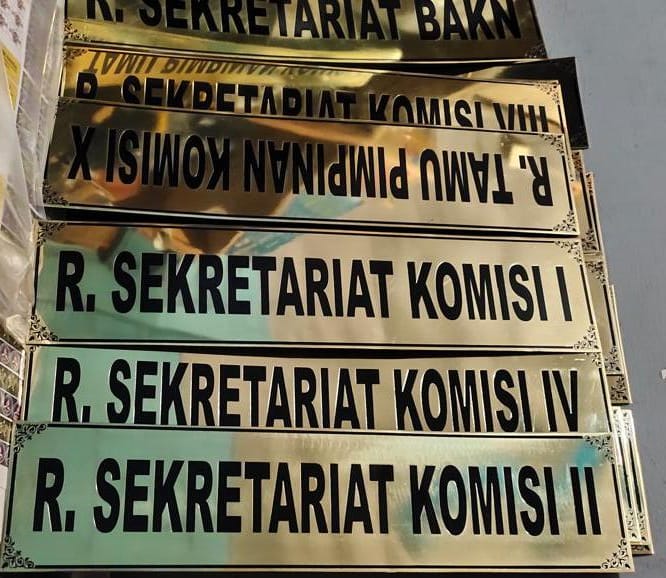 R. SEKRETARIAT BAKN
R. SEKRETARIAT KOMISI VIII
R. TAMU PIMPINAN KOMISI X
R. SEKRETARIAT KOMISI I
R. SEKRETARIAT KOMISI IV
R. SEKRETARIAT KOMISI II